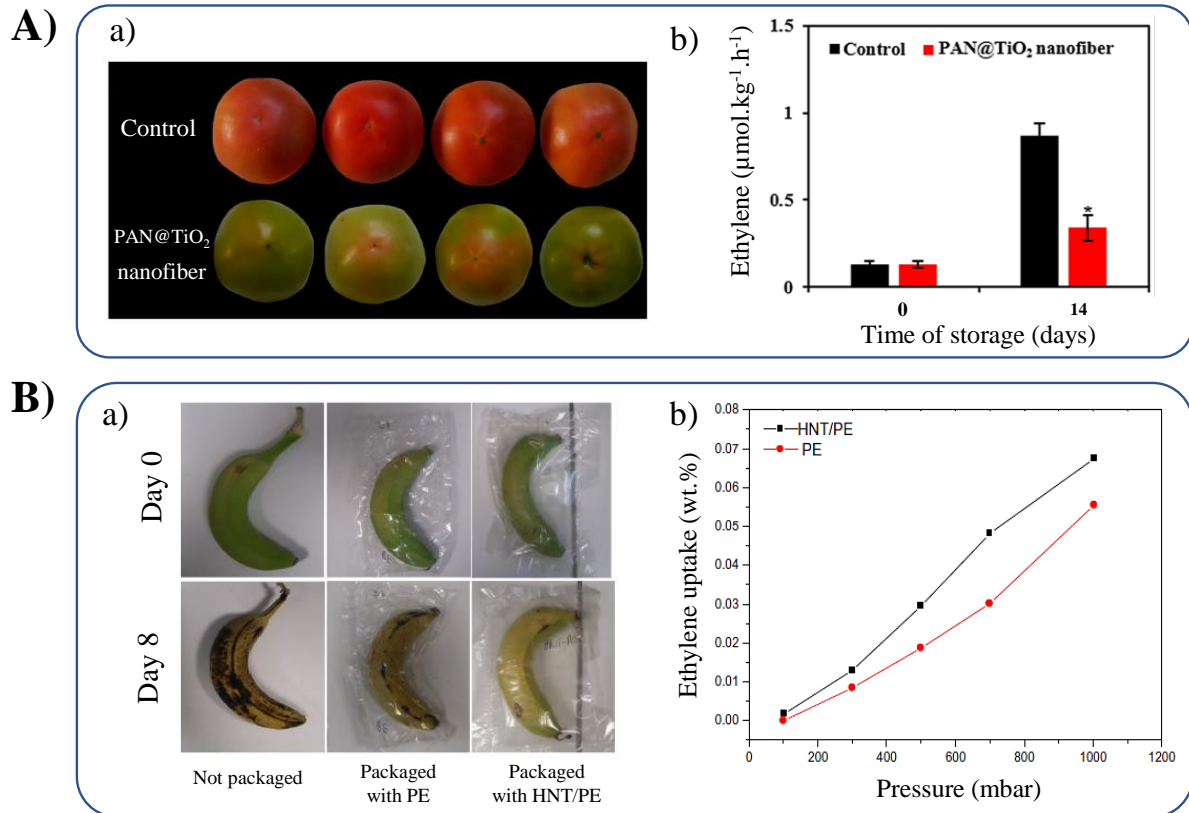 A)
a)
Control
PAN@TiO₂
nanofiber
b)
Ethylene (µmol.kg⁻¹.h⁻¹)
1.5
1
0.5
0
Control PAN@TiO₂ nanofiber
*
0 14
Time of storage (days)
B)
a)
Day 0
Day 8
Not packaged
Packaged
with PE
Packaged
with HNT/PE
b)
Ethylene uptake (wt.%)
0.08
0.07
0.06
0.05
0.04
0.03
0.02
0.01
0.00
HNT/PE
PE
0 200 400 600 800 1000 1200
Pressure (mbar)